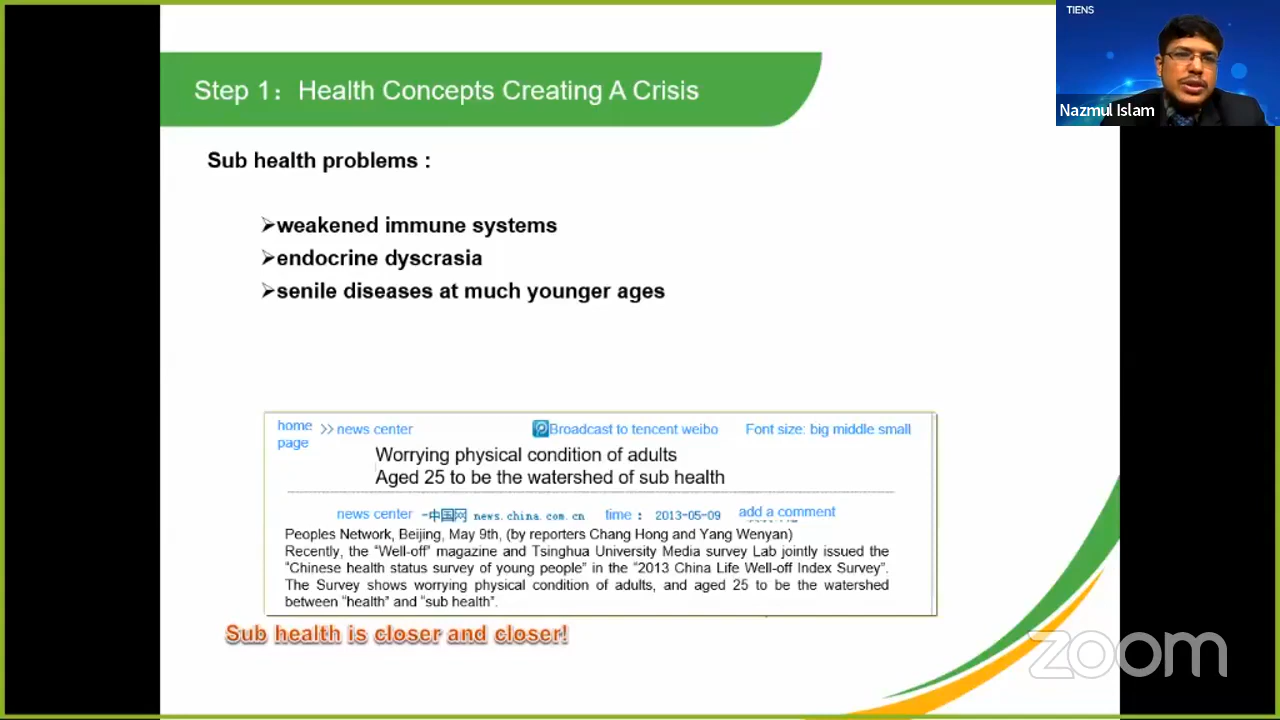 TIENS
Nazmul Islam
Step 1: Health Concepts Creating A Crisis
Sub health problems :
➢weakened immune systems
➢endocrine dyscrasia
➢senile diseases at much younger ages
home page >> news center Broadcast to tencent weibo Font size: big middle small
Worrying physical condition of adults
Aged 25 to be the watershed of sub health
news center 中国网 news.china.com.cn time : 2013-05-09 add a comment
Peoples Network, Beijing, May 9th, (by reporters Chang Hong and Yang Wenyan)
Recently, the “Well-off” magazine and Tsinghua University Media survey Lab jointly issued the
“Chinese health status survey of young people” in the “2013 China Life Well-off Index Survey”.
The Survey shows worrying physical condition of adults, and aged 25 to be the watershed
between “health” and “sub health”.
Sub health is closer and closer!
zoom